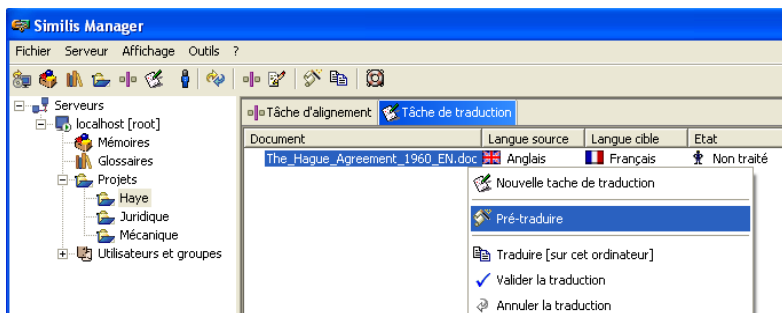 Similis Manager
Fichier Serveur Affichage Outils ?
Serveurs
localhost [root]
Mémoires
Glossaires
Projets
Haye
Juridique
Mécanique
Utilisateurs et groupes
Tâche d'alignement Tâche de traduction
Document Langue source Langue cible Etat
The_Hague_Agreement_1960_EN.doc Anglais Français Non traité
Nouvelle tache de traduction
Pré-traduire
Traduire [sur cet ordinateur]
Valider la traduction
Annuler la traduction